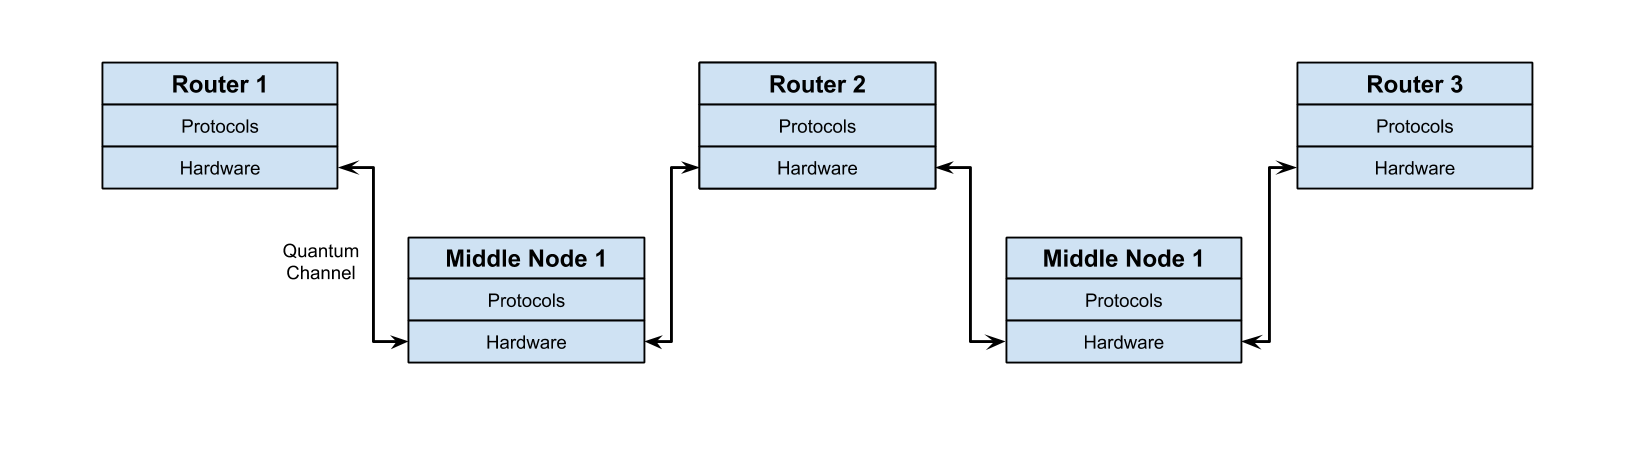 Router 1
Protocols
Hardware
Router 2
Protocols
Hardware
Router 3
Protocols
Hardware
Quantum
Channel
Middle Node 1
Protocols
Hardware
Middle Node 1
Protocols
Hardware